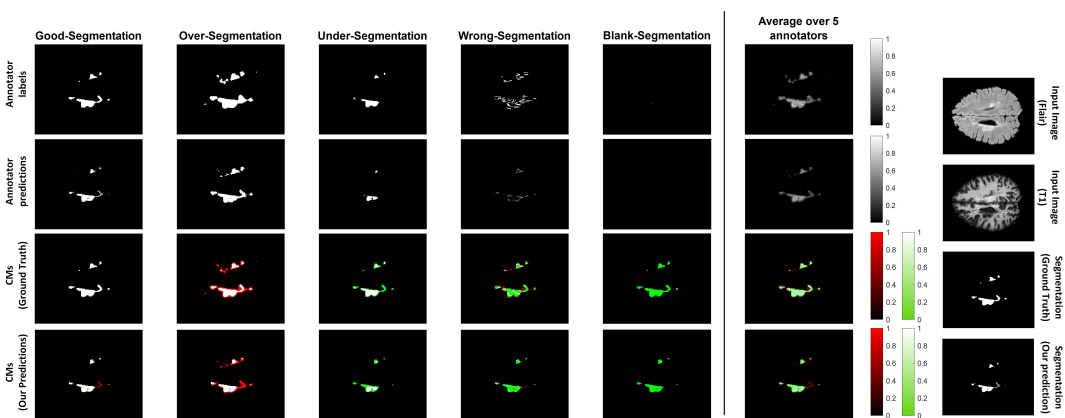 Average over 5
annotators
Good-Segmentation Over-Segmentation Under-Segmentation Wrong-Segmentation Blank-Segmentation
Annotator
labels
1
0.8
0.6
0.4
0.2
0
Input Image
(Flair)
Annotator
predictions
1
0.8
0.6
0.4
0.2
0
Input Image
(T1)
CMs
(Ground Truth)
1 1
0.8 0.8
0.6 0.6
0.4 0.4
0.2 0.2
0 0
Segmentation
(Ground Truth)
CMs
(Our Predictions)
1 1
0.8 0.8
0.6 0.6
0.4 0.4
0.2 0.2
0 0
Segmentation
(Our prediction)